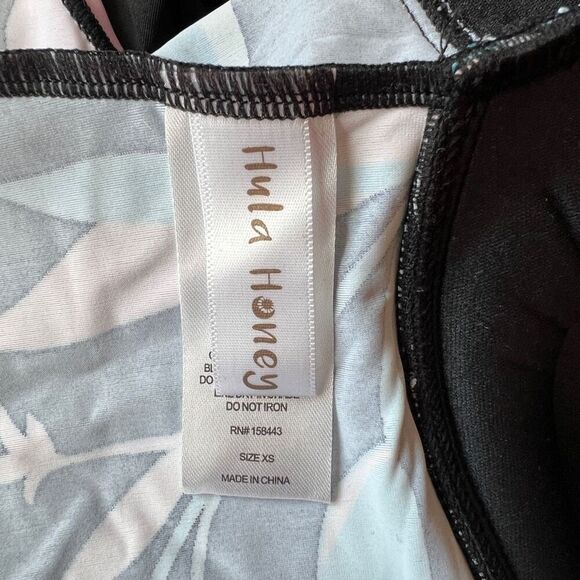 Hula Honey
DO NOT IRON
RN# 158443
SIZE XS
MADE IN CHINA